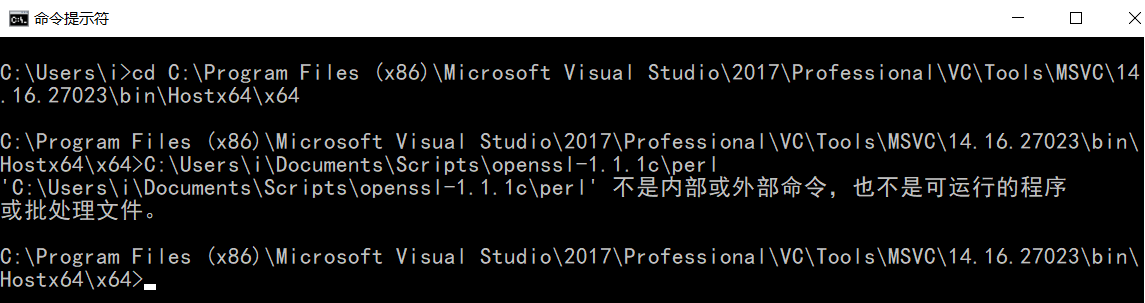 命令提示符
C:\Users\i>cd C:\Program Files (x86)\Microsoft Visual Studio\2017\Professional\VC\Tools\MSVC\14
.16.27023\bin\Hostx64\x64
C:\Program Files (x86)\Microsoft Visual Studio\2017\Professional\VC\Tools\MSVC\14.16.27023\bin\
Hostx64\x64>C:\Users\i\Documents\Scripts\openssl-1.1.1c\perl
'C:\Users\i\Documents\Scripts\openssl-1.1.1c\perl' 不是内部或外部命令，也不是可运行的程序
或批处理文件。
C:\Program Files (x86)\Microsoft Visual Studio\2017\Professional\VC\Tools\MSVC\14.16.27023\bin\
Hostx64\x64>